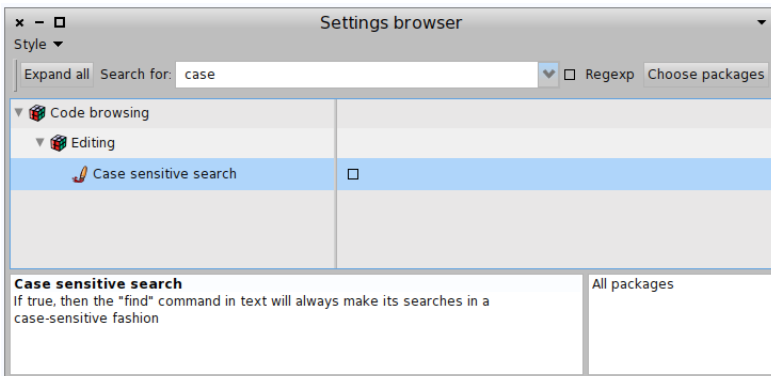 Settings browser
Style
Expand all Search for: case Regexp Choose packages
Code browsing
Editing
Case sensitive search
Case sensitive search
If true, then the "find" command in text will always make its searches in a
case-sensitive fashion
All packages